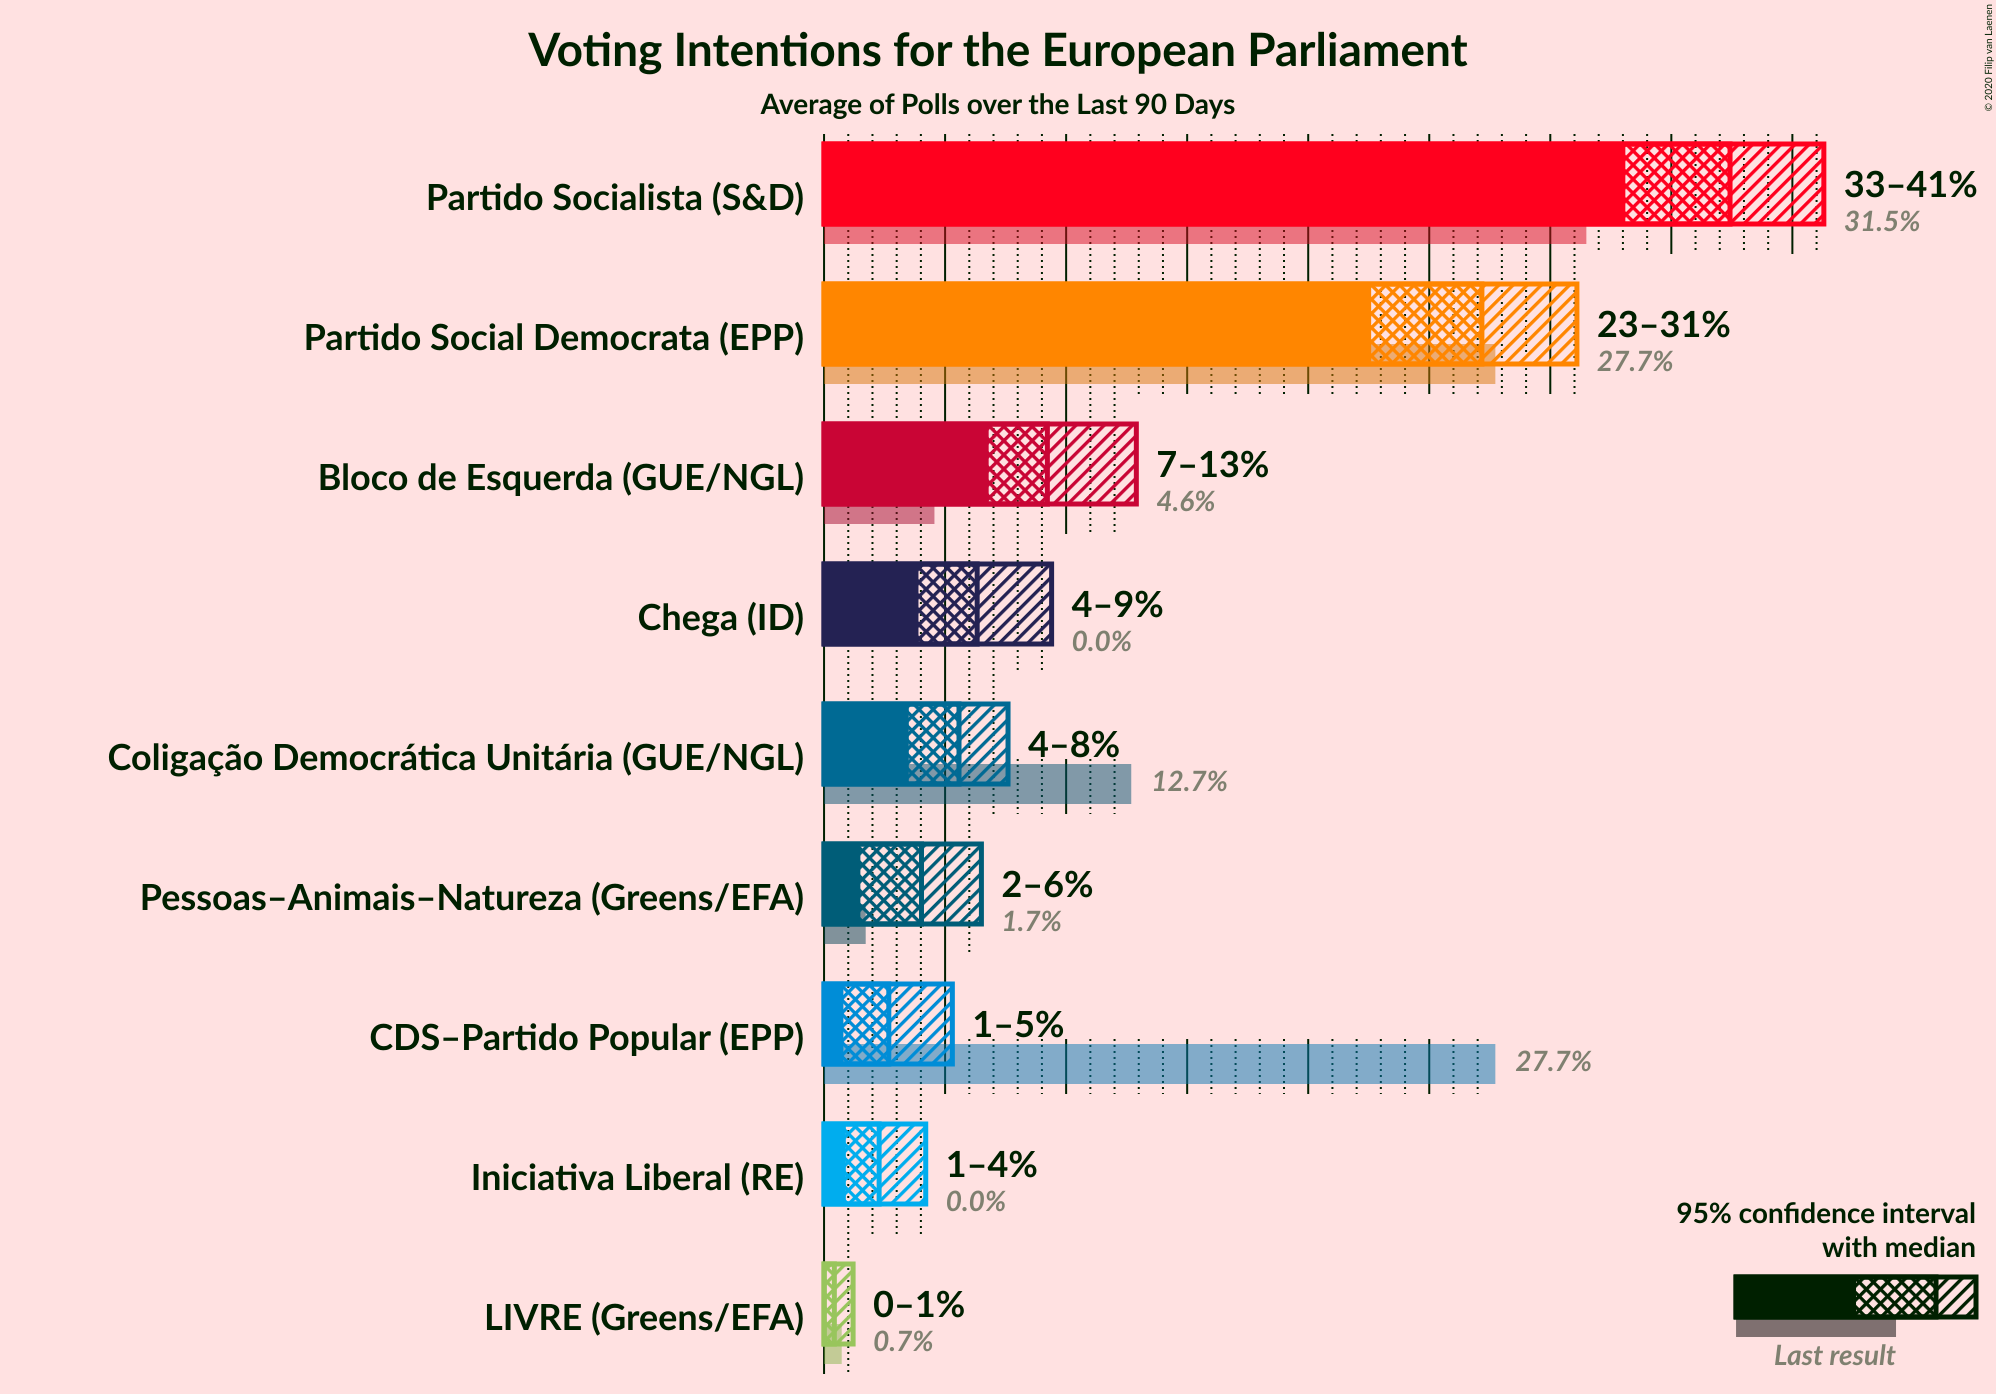 Voting Intentions for the European Parliament
Average of Polls over the Last 90 Days
© 2020 Filip van Laenen
Partido Socialista (S&D)
33–41%
31.5%
Partido Social Democrata (EPP)
23–31%
27.7%
Bloco de Esquerda (GUE/NGL)
7–13%
4.6%
Chega (ID)
4–9%
0.0%
Coligação Democrática Unitária (GUE/NGL)
4–8%
12.7%
Pessoas–Animais–Natureza (Greens/EFA)
2–6%
1.7%
CDS–Partido Popular (EPP)
1–5%
27.7%
Iniciativa Liberal (RE)
1–4%
0.0%
LIVRE (Greens/EFA)
0–1%
0.7%
95% confidence interval
with median
Last result